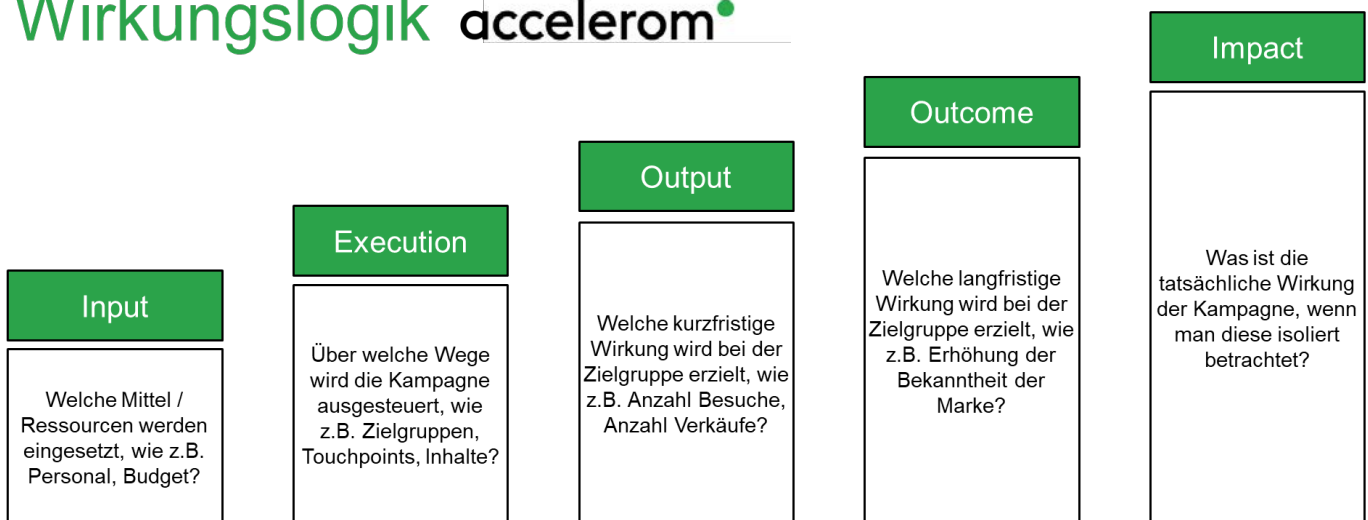 Wirkungslogik accelerom
Input
Welche Mittel /
Ressourcen werden
eingesetzt, wie z.B.
Personal, Budget?
Execution
Über welche Wege
wird die Kampagne
ausgesteuert, wie
z.B. Zielgruppen,
Touchpoints, Inhalte?
Output
Welche kurzfristige
Wirkung wird bei der
Zielgruppe erzielt, wie
z.B. Anzahl Besuche,
Anzahl Verkäufe?
Outcome
Welche langfristige
Wirkung wird bei der
Zielgruppe erzielt, wie
z.B. Erhöhung der
Bekanntheit der
Marke?
Impact
Was ist die
tatsächliche Wirkung
der Kampagne, wenn
man diese isoliert
betrachtet?